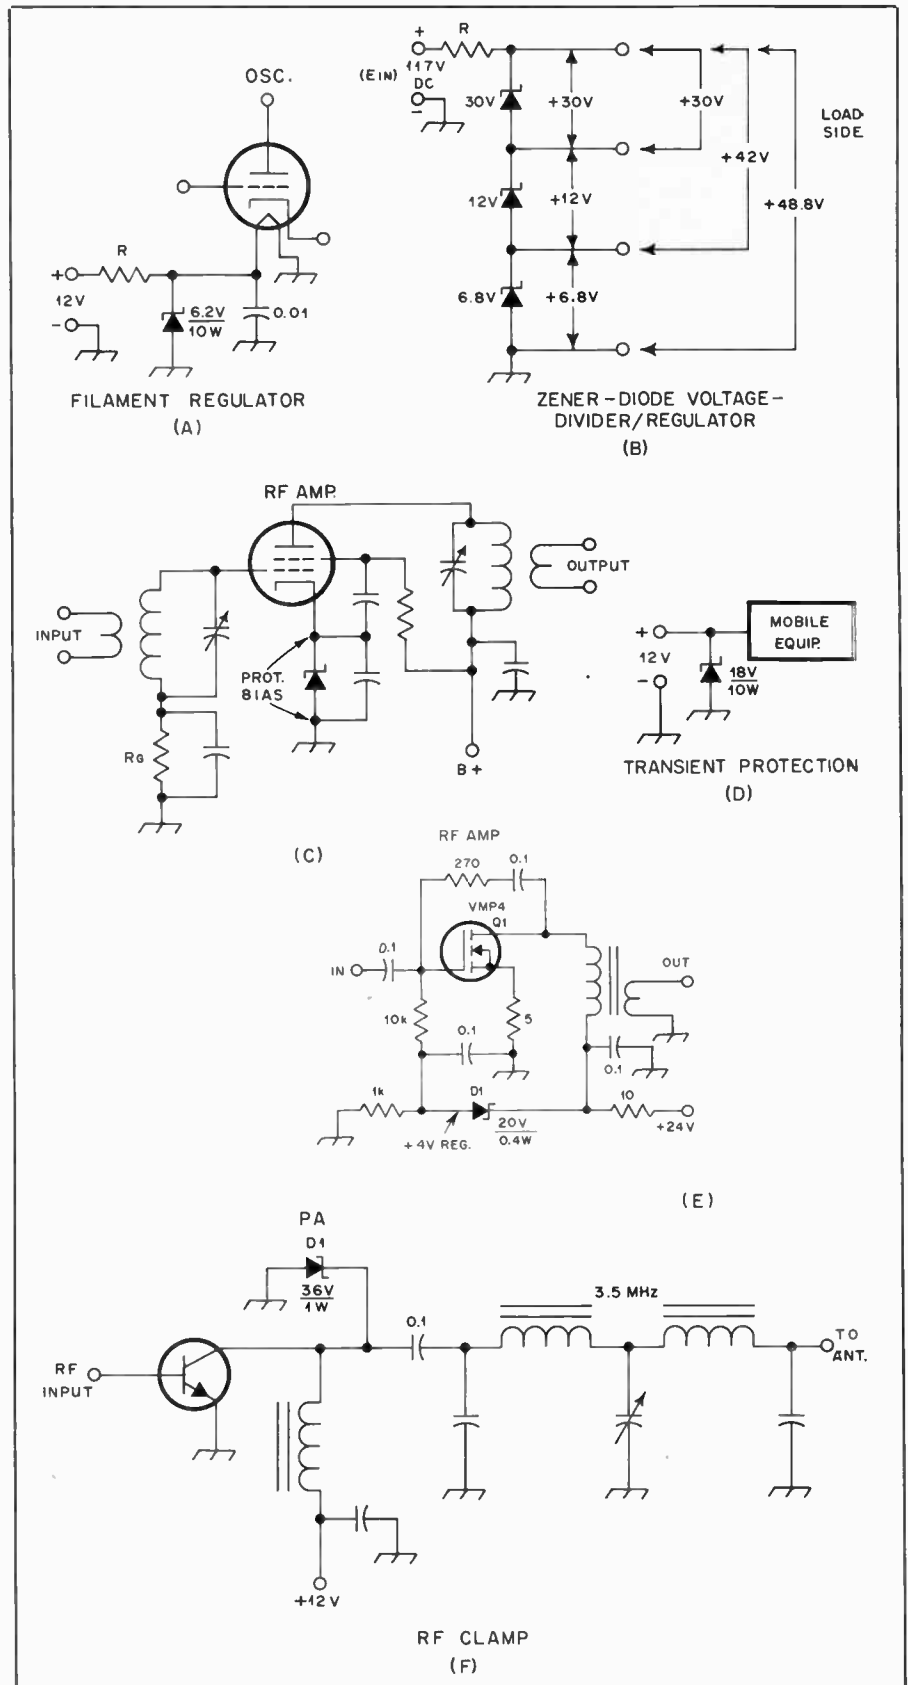 OSC.
R
+
12V
-
6.2V
10W
0.01
FILAMENT REGULATOR
(A)
+
R
117V
(EIN)
DC
-
30V
+30V
+30V
LOAD
SIDE
+42V
12V
+12V
+48.8V
6.8V
+6.8V
ZENER-DIODE VOLTAGE-
DIVIDER/REGULATOR
(B)
RF AMP.
INPUT
OUTPUT
PROT.
BIAS
RG
B+
(C)
+
12V
-
MOBILE
EQUIP.
18V
10W
TRANSIENT PROTECTION
(D)
RF AMP
270
0.1
VMP4
Q1
IN
0.1
OUT
10k
0.1
5
0.1
1k
D1
10
+4V REG.
20V
0.4W
+24V
(E)
PA
D1
36V
1W
3.5 MHz
0.1
RF
INPUT
TO
ANT.
+12V
RF CLAMP
(F)